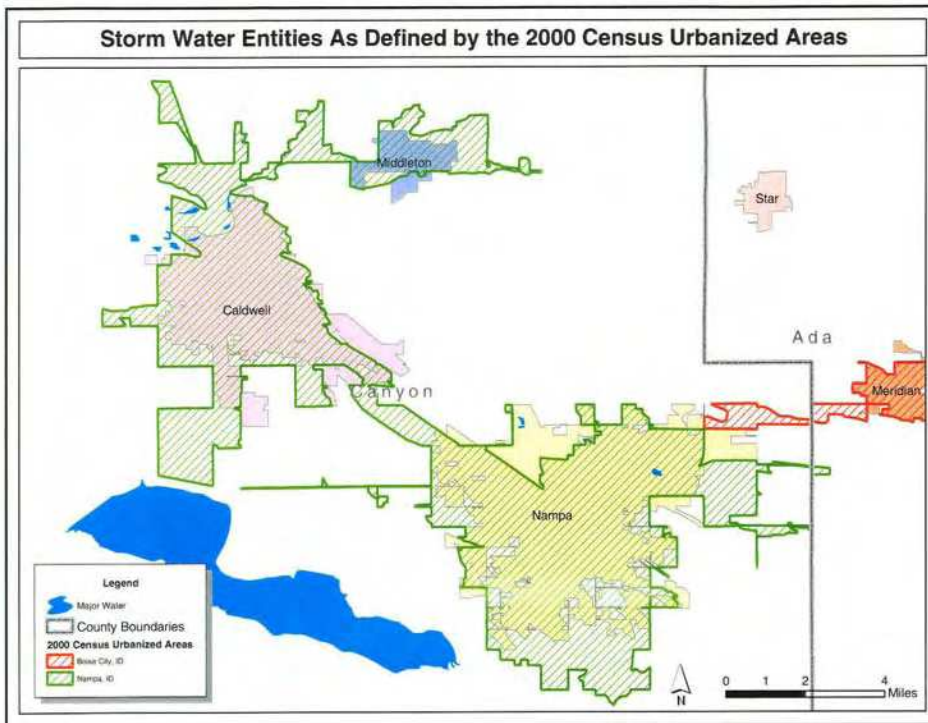 Storm Water Entities As Defined by the 2000 Census Urbanized Areas
Middleton
Star
Caldwell
Ada
Canyon
Meridian
Nampa
Legend
Major Water
County Boundaries
2000 Census Urbanized Areas
Boise City, ID
Nampa, ID
N
0 1 2 4
Miles